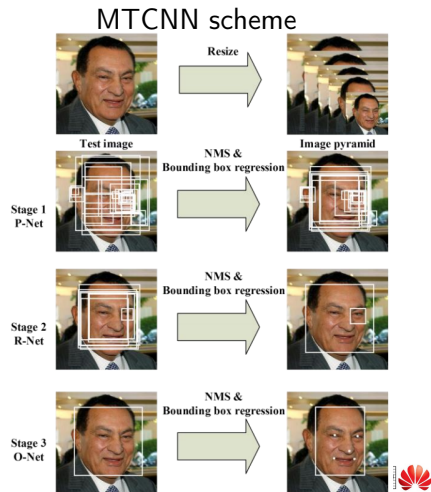 MTCNN scheme
Resize
Test image
Image pyramid
NMS &
Bounding box regression
Stage 1
P-Net
NMS &
Bounding box regression
Stage 2
R-Net
NMS &
Bounding box regression
Stage 3
O-Net